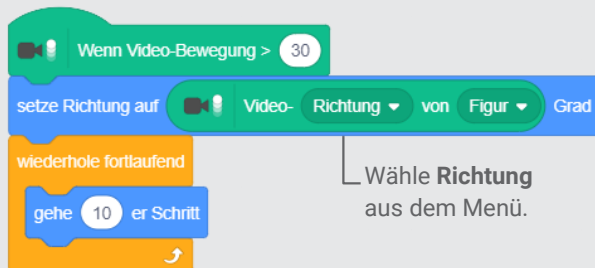 Wenn Video-Bewegung > 30
setze Richtung auf Video- Richtung von Figur Grad
wiederhole fortlaufend
gehe 10 er Schritt
Wähle Richtung
aus dem Menü.